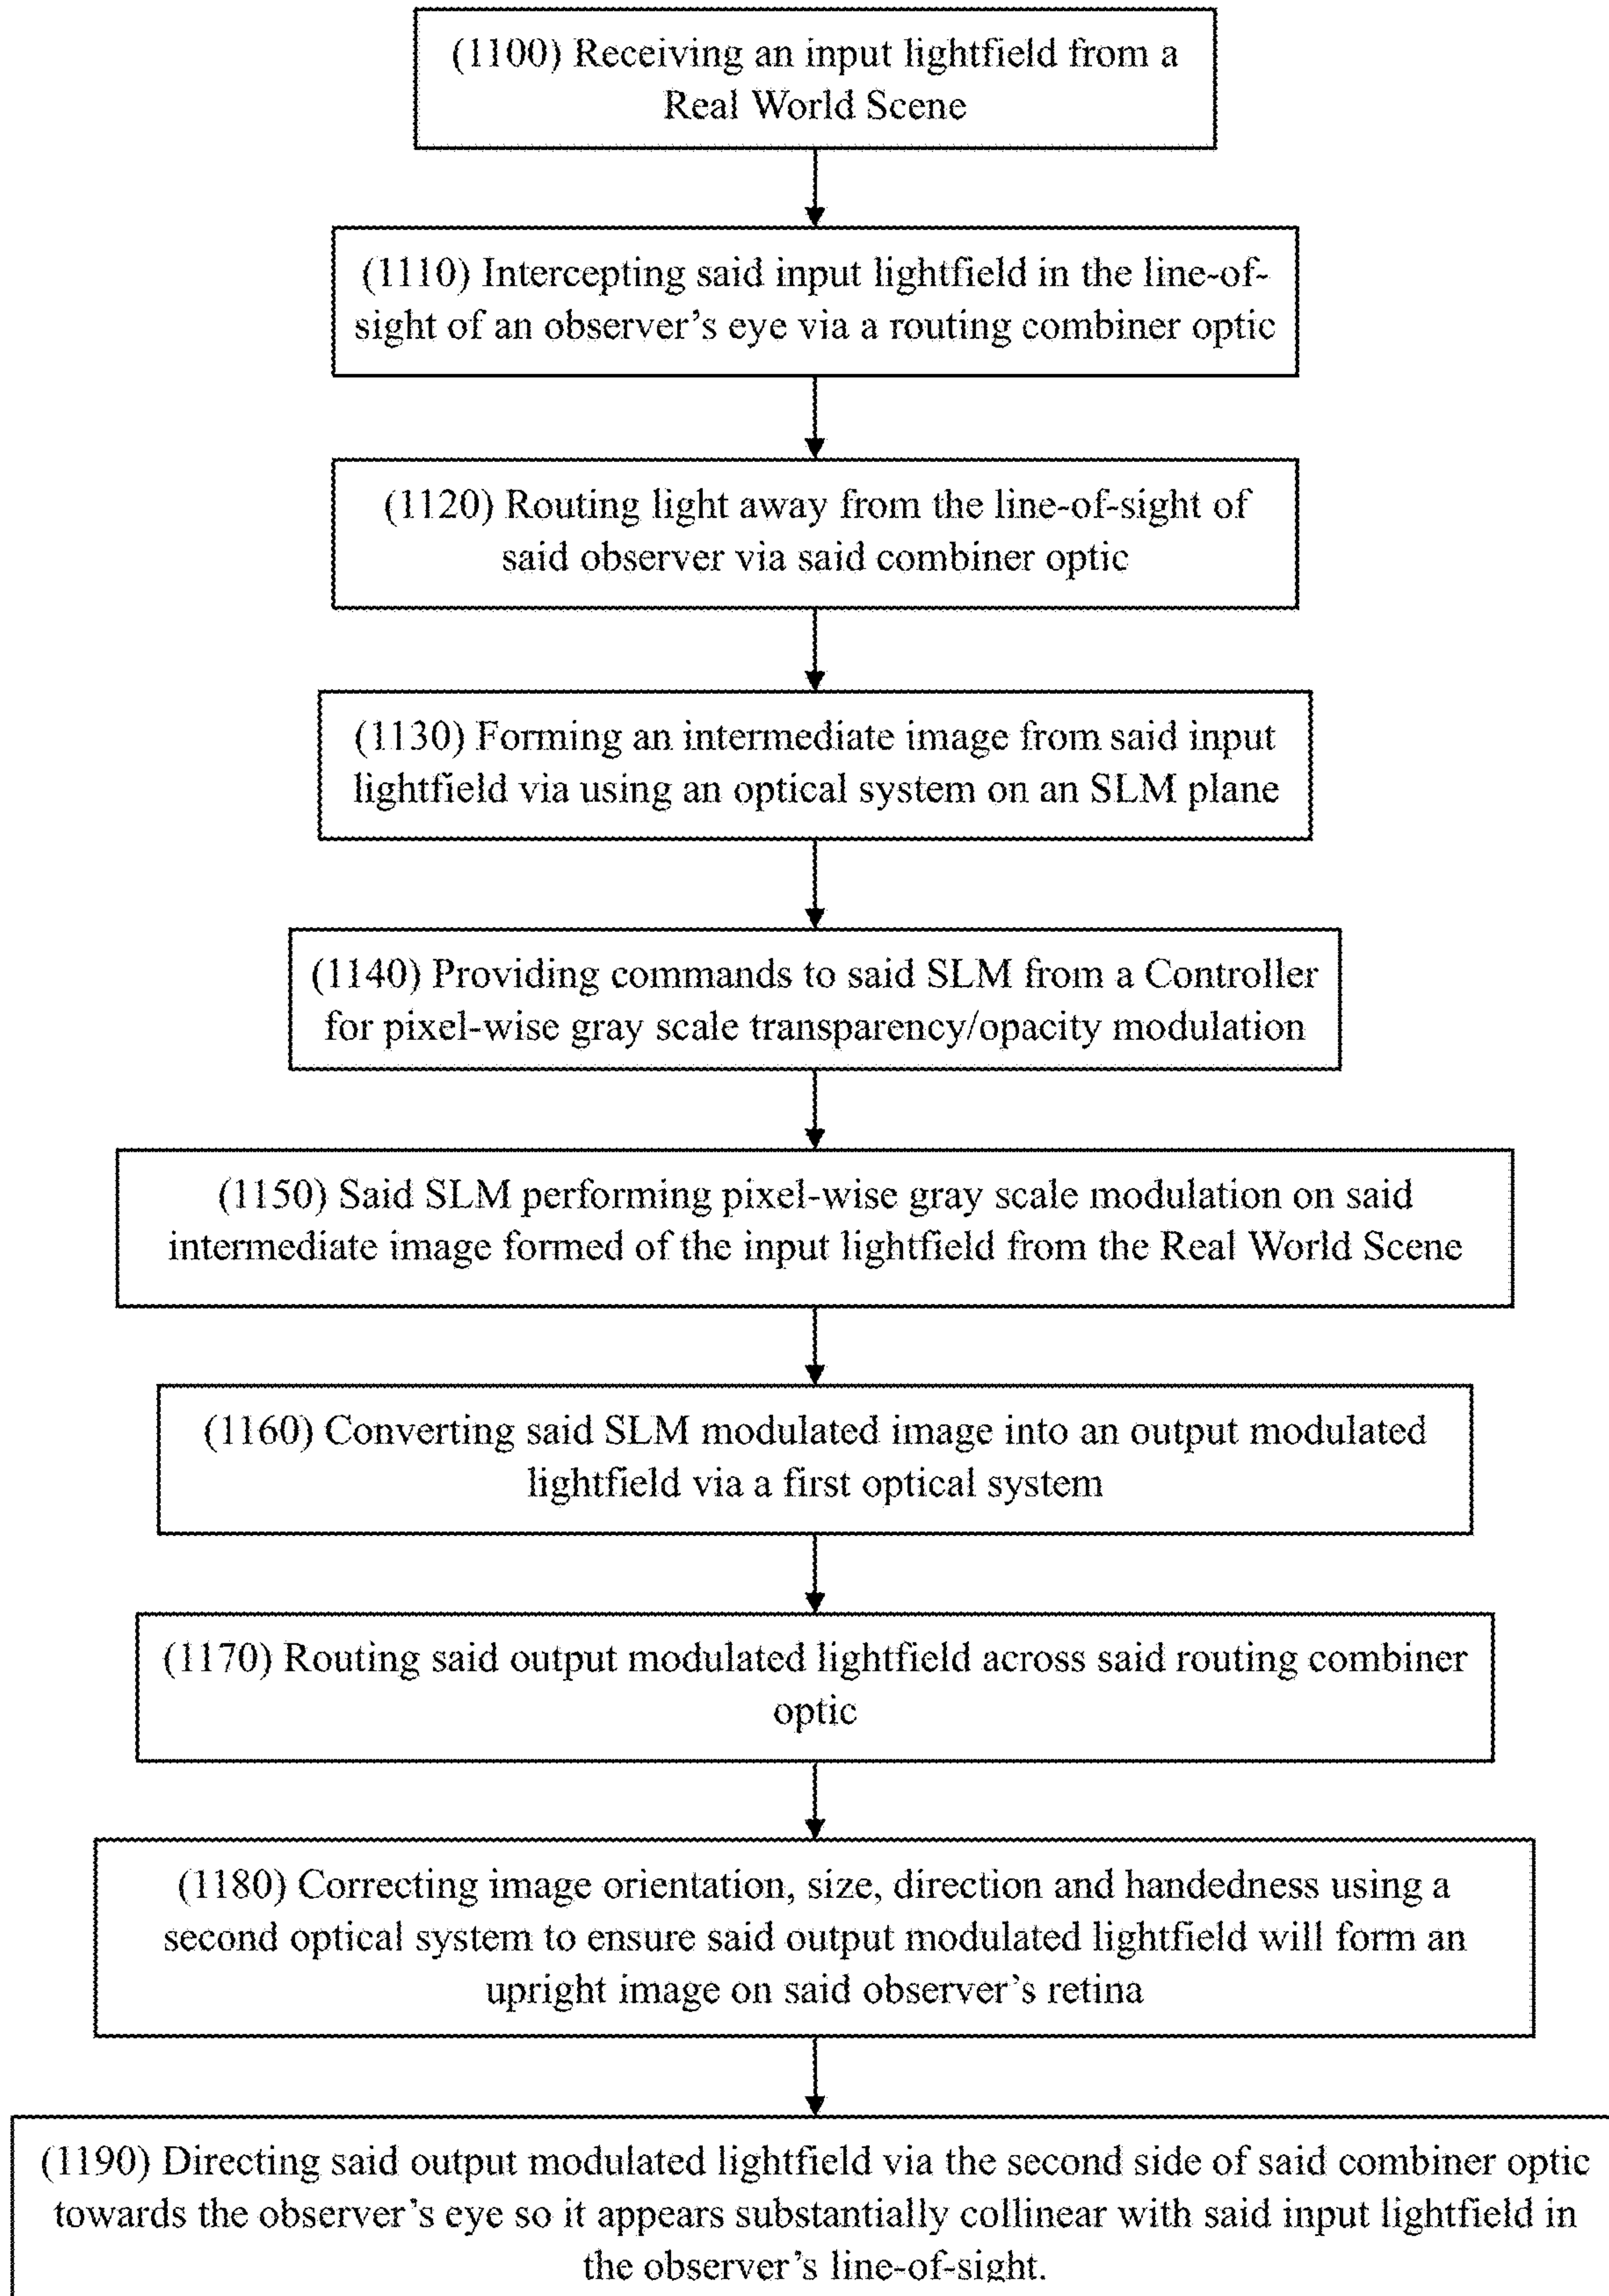 (1100) Receiving an input lightfield from a
Real World Scene
(1110) Intercepting said input lightfield in the line-of-
sight of an observer's eye via a routing combiner optic
(1120) Routing light away from the line-of-sight of
said observer via said combiner optic
(1130) Forming an intermediate image from said input
lightfield via using an optical system on an SLM plane
(1140) Providing commands to said SLM from a Controller
for pixel-wise gray scale transparency/opacity modulation
(1150) Said SLM performing pixel-wise gray scale modulation on said
intermediate image formed of the input lightfield from the Real World Scene
(1160) Converting said SLM modulated image into an output modulated
lightfield via a first optical system
(1170) Routing said output modulated lightfield across said routing combiner
optic
(1180) Correcting image orientation, size, direction and handedness using a
second optical system to ensure said output modulated lightfield will form an
upright image on said observer's retina
(1190) Directing said output modulated lightfield via the second side of said combiner optic
towards the observer's eye so it appears substantially collinear with said input lightfield in
the observer's line-of-sight.